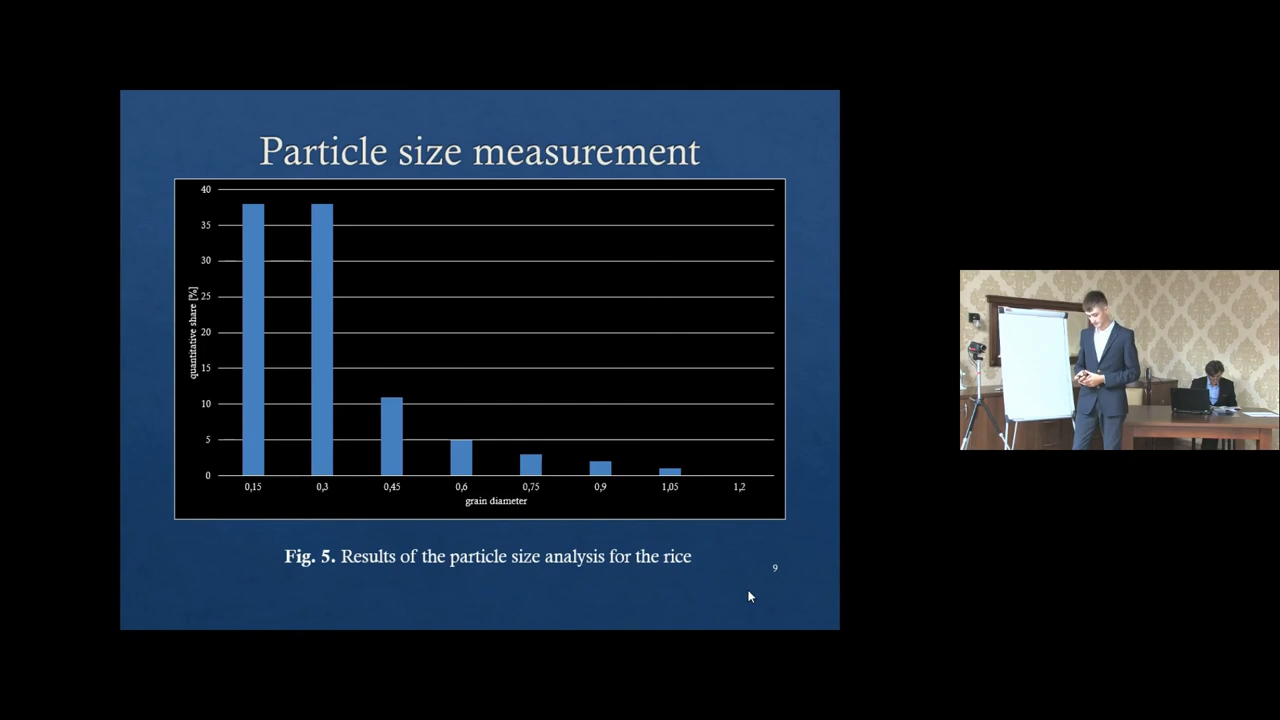 Particle size measurement
40
35
30
25
20
15
10
5
0
quantitative share [%]
0,15 0,3 0,45 0,6 0,75 0,9 1,05 1,2
grain diameter
Fig. 5. Results of the particle size analysis for the rice
9